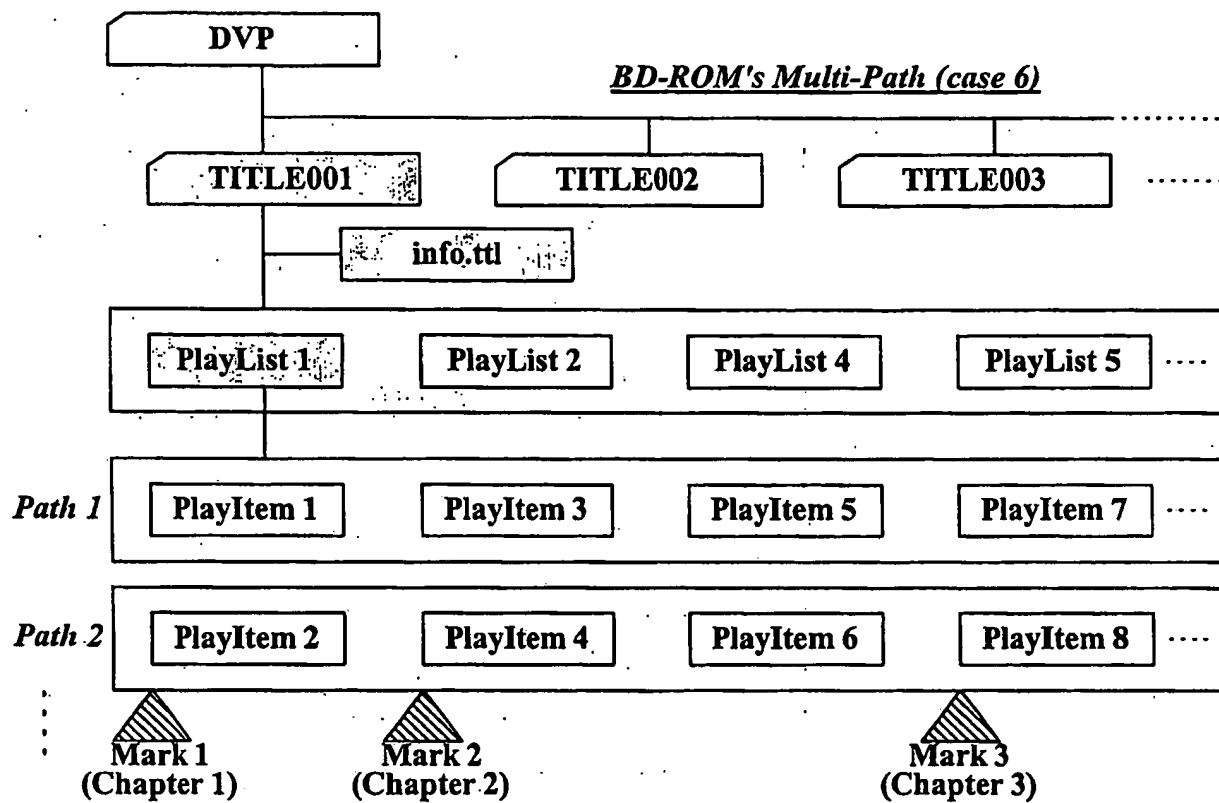 DVP
BD-ROM's Multi-Path (case 6)
TITLE001 TITLE002 TITLE003
info.ttl
PlayList 1 PlayList 2 PlayList 4 PlayList 5
Path 1 PlayItem 1 PlayItem 3 PlayItem 5 PlayItem 7
Path 2 PlayItem 2 PlayItem 4 PlayItem 6 PlayItem 8
Mark 1 Mark 2 Mark 3
(Chapter 1) (Chapter 2) (Chapter 3)